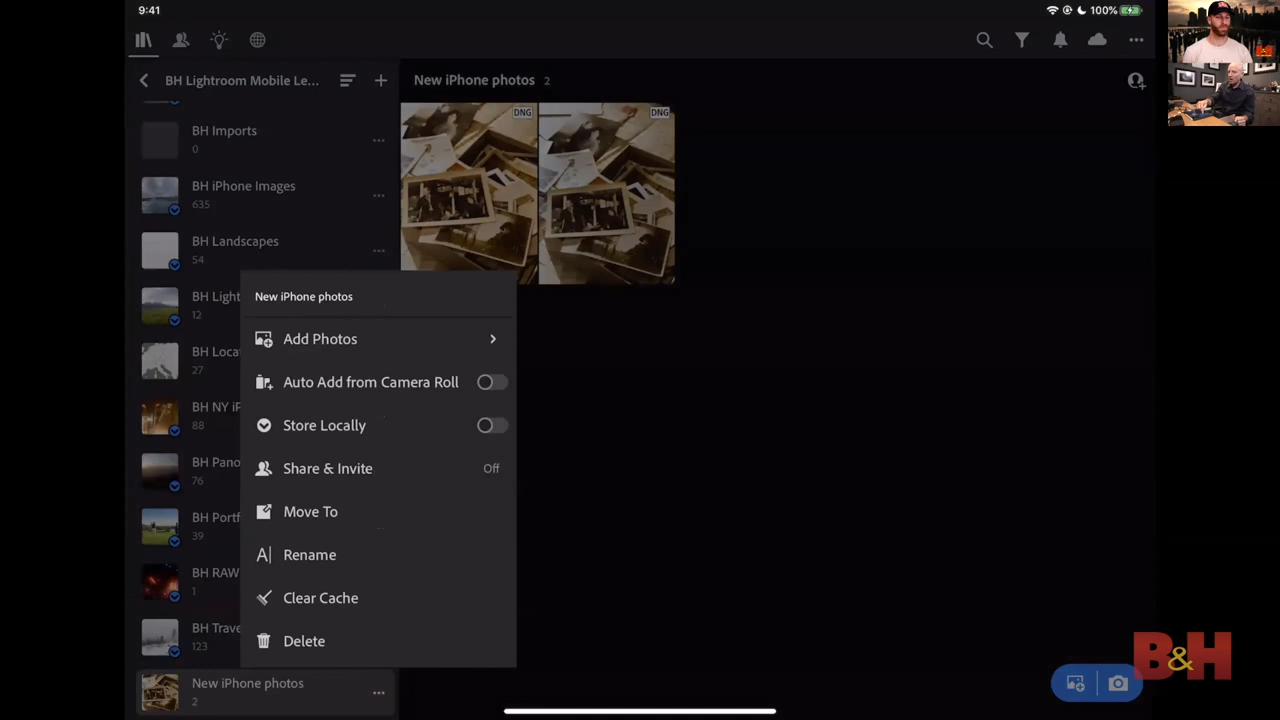 9:41
100%
BH Lightroom Mobile Le...
New iPhone photos 2
BH Imports
0
BH iPhone Images
635
BH Landscapes
54
BH Light
12
BH Loca
27
BH NY iP
88
BH Pano
76
BH Portf
39
BH RAW
1
BH Trave
123
New iPhone photos
2
DNG
DNG
New iPhone photos
Add Photos
Auto Add from Camera Roll
Store Locally
Share & Invite Off
Move To
Rename
Clear Cache
Delete
B&H